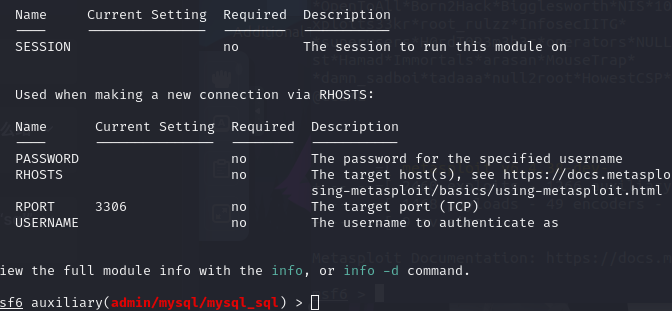 Name Current Setting Required Description
---- --------------- -------- -----------
SESSION no The session to run this module on
Used when making a new connection via RHOSTS:
Name Current Setting Required Description
---- --------------- -------- -----------
PASSWORD no The password for the specified username
RHOSTS no The target host(s), see https://docs.metasplo
sing-metasploit/basics/using-metasploit.html
RPORT 3306 no The target port (TCP)
USERNAME no The username to authenticate as
iew the full module info with the info, or info -d command.
sf6 auxiliary(admin/mysql/mysql_sql) >